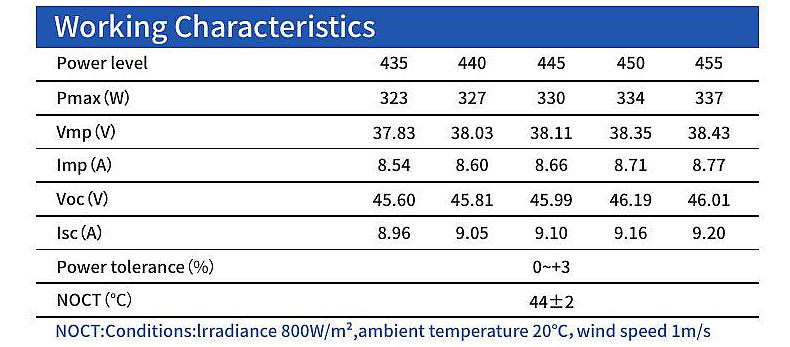 Working Characteristics
Power level 435 440 445 450 455
Pmax(W) 323 327 330 334 337
Vmp(V) 37.83 38.03 38.11 38.35 38.43
Imp(A) 8.54 8.60 8.66 8.71 8.77
Voc(V) 45.60 45.81 45.99 46.19 46.01
Isc(A) 8.96 9.05 9.10 9.16 9.20
Power tolerance(%) 0~+3
NOCT(℃) 44±2
NOCT:Conditions:lrradiance 800W/m²,ambient temperature 20℃, wind speed 1m/s